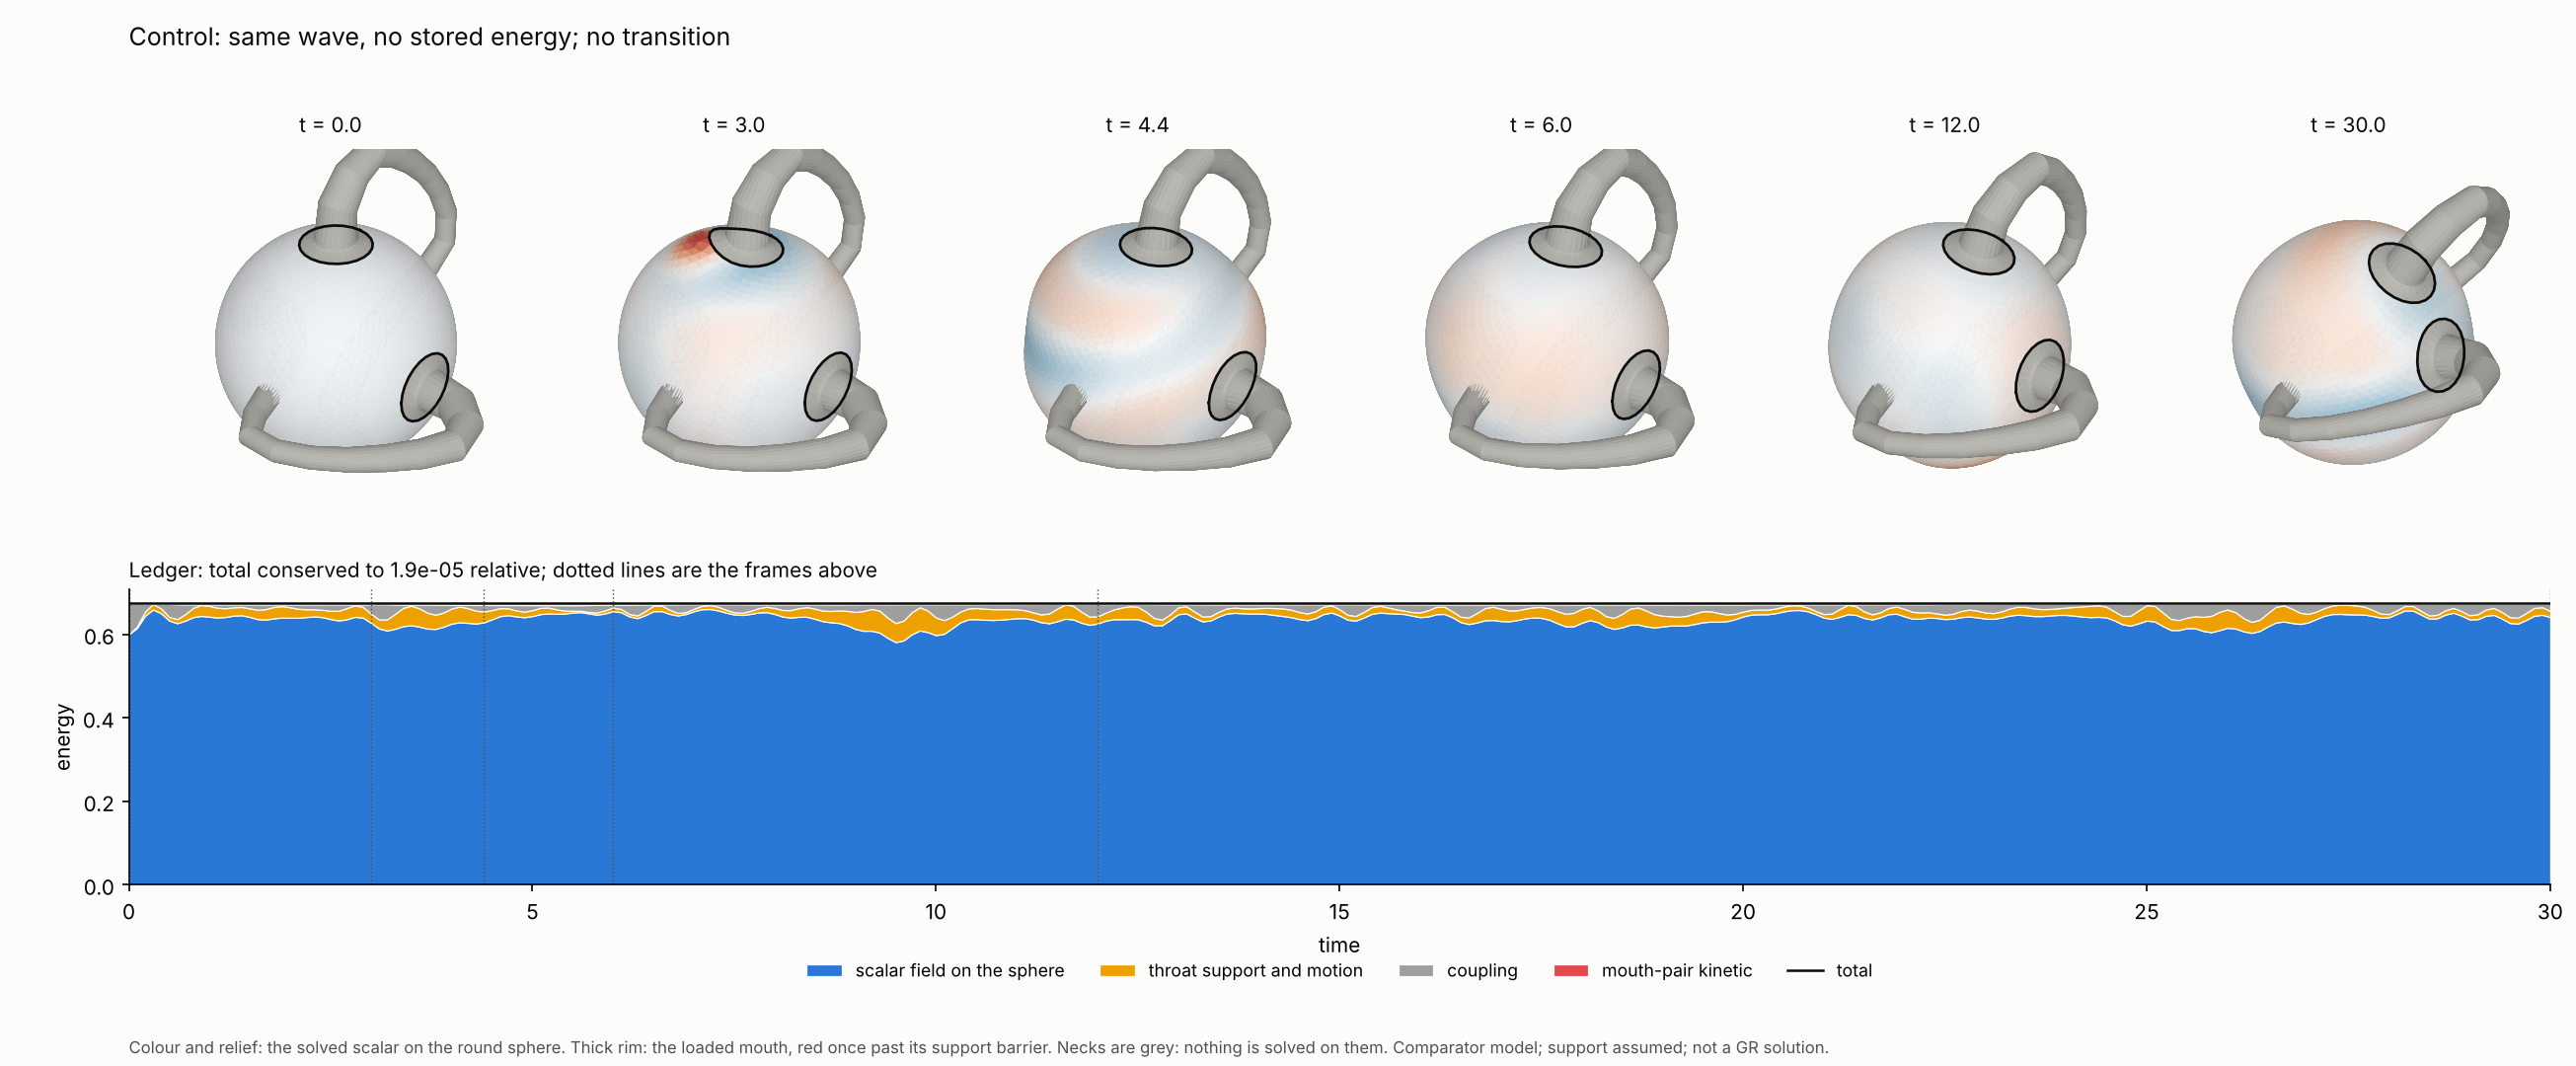 Control: same wave, no stored energy; no transition
t = 0.0
t = 3.0
t = 4.4
t = 6.0
t = 12.0
t = 30.0
Ledger: total conserved to 1.9e-05 relative; dotted lines are the frames above
energy
0.6
0.4
0.2
0.0
0
5
10
15
20
25
30
time
scalar field on the sphere
throat support and motion
coupling
mouth-pair kinetic
total
Colour and relief: the solved scalar on the round sphere. Thick rim: the loaded mouth, red once past its support barrier. Necks are grey: nothing is solved on them. Comparator model; support assumed; not a GR solution.